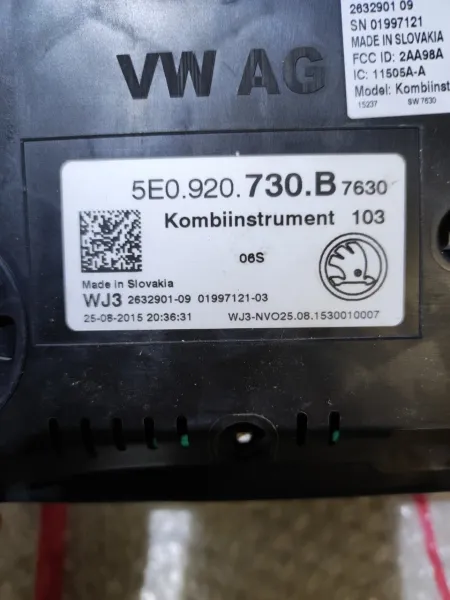 2632901 09
SN 01997121
MADE IN SLOVAKIA
FCC ID: 2AA98A
IC: 11505A-A
Model: Kombiinst
15237 SW 7630
VW AG
5E0.920.730.B 7630
Kombiinstrument 103
06S
Made in Slovakia
WJ3 2632901-09 01997121-03
25-08-2015 20:36:31 WJ3-NVO25.08.1530010007